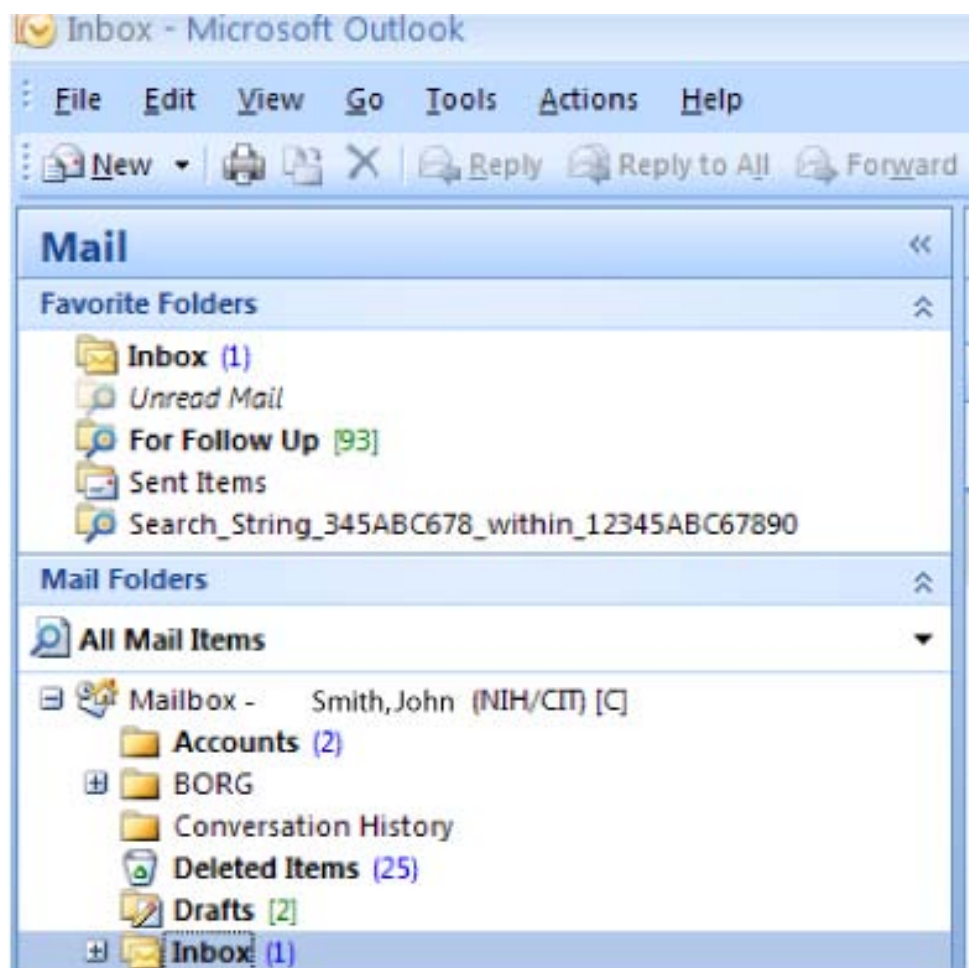 Inbox - Microsoft Outlook
File Edit View Go Tools Actions Help
New Reply Reply to All Forward
Mail
Favorite Folders
Inbox (1)
Unread Mail
For Follow Up [93]
Sent Items
Search_String_345ABC678_within_12345ABC67890
Mail Folders
All Mail Items
Mailbox - Smith,John (NIH/CIT) [C]
Accounts (2)
BORG
Conversation History
Deleted Items (25)
Drafts [2]
Inbox (1)